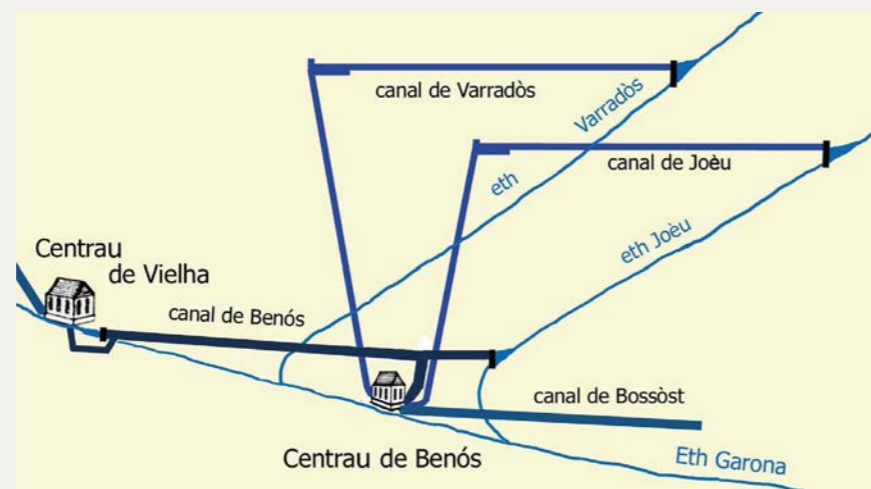 canal de Varradòs
Varradòs
eth
canal de Joèu
eth Joèu
Centrau
de Vielha
canal de Benós
canal de Bossòst
Centrau de Benós
Eth Garona